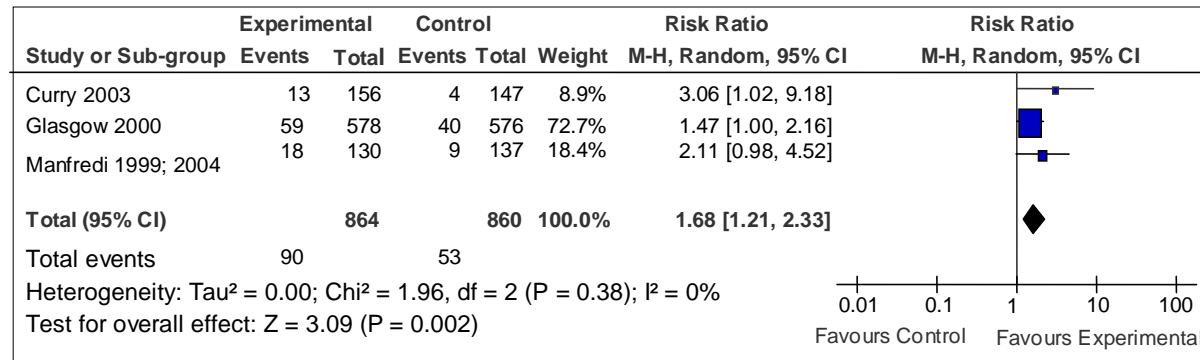 Experimental Control Risk Ratio Risk Ratio
Study or Sub-group Events Total Events Total Weight M-H, Random, 95% CI M-H, Random, 95% CI
Curry 2003 13 156 4 147 8.9% 3.06 [1.02, 9.18]
Glasgow 2000 59 578 40 576 72.7% 1.47 [1.00, 2.16]
Manfredi 1999; 2004 18 130 9 137 18.4% 2.11 [0.98, 4.52]
Total (95% CI) 864 860 100.0% 1.68 [1.21, 2.33]
Total events 90 53
Heterogeneity: Tau² = 0.00; Chi² = 1.96, df = 2 (P = 0.38); I² = 0%
Test for overall effect: Z = 3.09 (P = 0.002)
0.01 0.1 1 10 100
Favours Control Favours Experimental